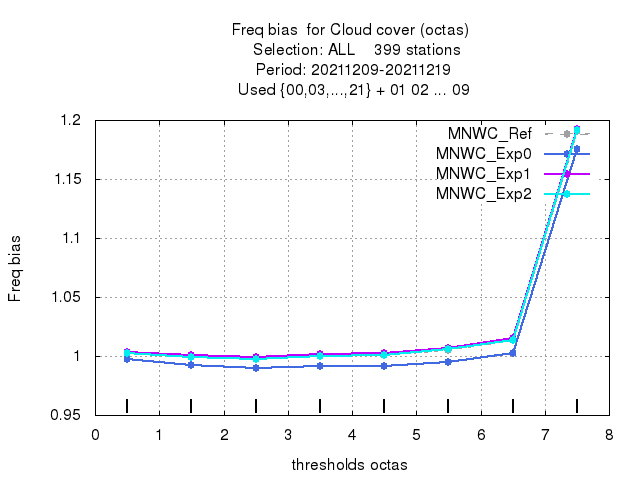 Freq bias  for Cloud cover (octas)
Selection: ALL    399 stations
Period: 20211209-20211219
Used {00,03,...,21} + 01 02 ... 09
MNWC_Ref
MNWC_Exp0
MNWC_Exp1
MNWC_Exp2
1.2
1.15
1.1
1.05
1
0.95
Freq bias
0 1 2 3 4 5 6 7 8
thresholds octas